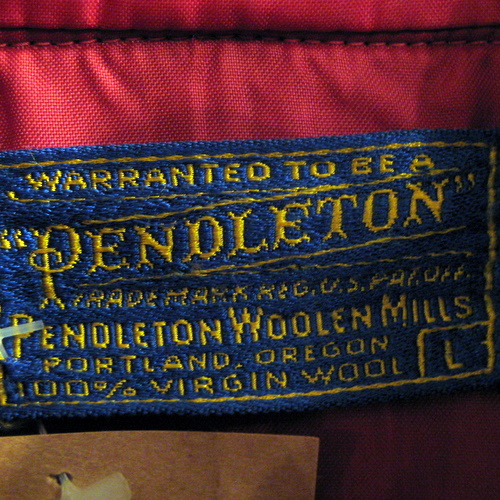 WARRANTED TO BE A
"PENDLETON"
TRADE MARK REG. U.S. PAT. OFF.
PENDLETON WOOLEN MILLS
PORTLAND, OREGON
100% VIRGIN WOOL
L